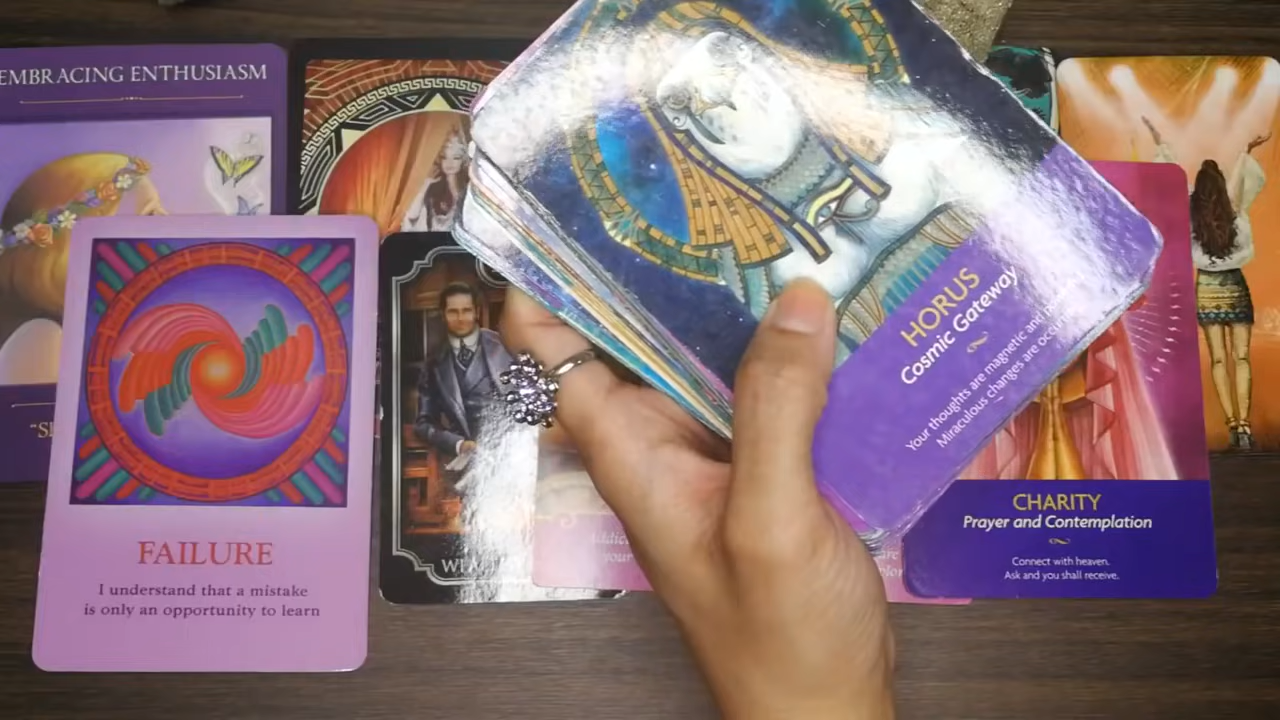 EMBRACING ENTHUSIASM
FAILURE
I understand that a mistake
is only an opportunity to learn
HORUS
Cosmic Gateway
Your thoughts are magnetic and
Miraculous changes are
CHARITY
Prayer and Contemplation
Connect with heaven.
Ask and you shall receive.
your